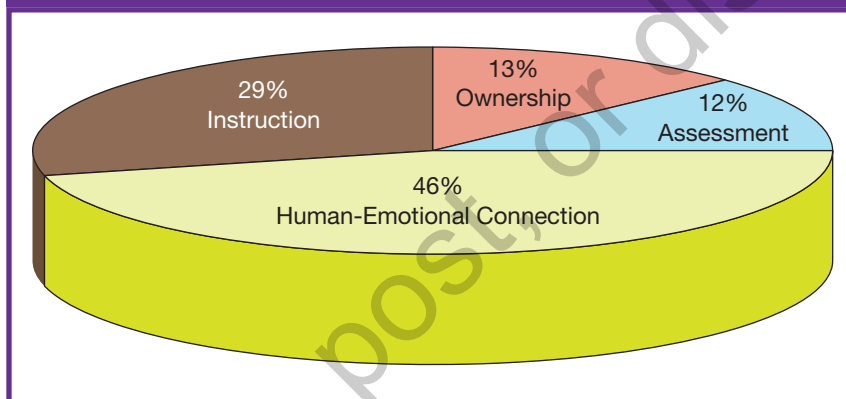 29%
Instruction
13%
Ownership
12%
Assessment
46%
Human-Emotional Connection
post, or